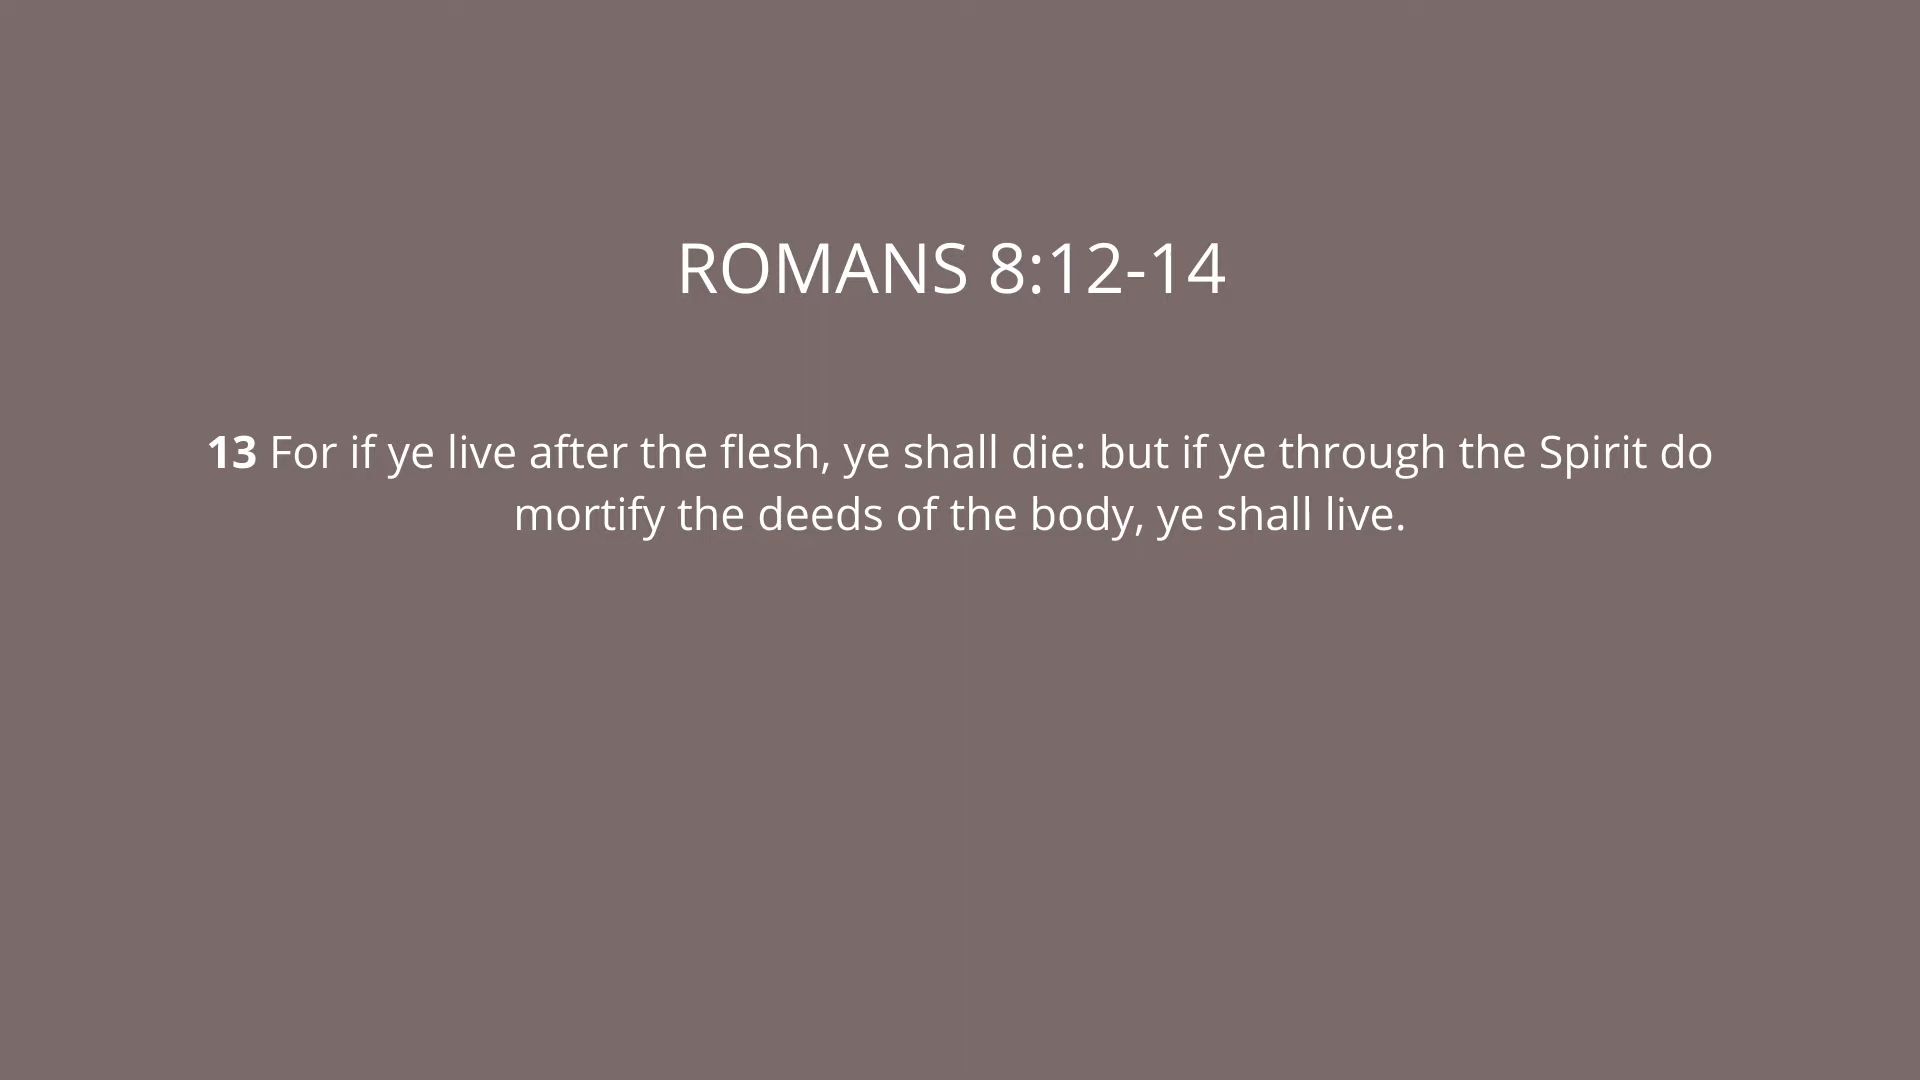 ROMANS 8:12-14
13 For if ye live after the flesh, ye shall die: but if ye through the Spirit do
mortify the deeds of the body, ye shall live.